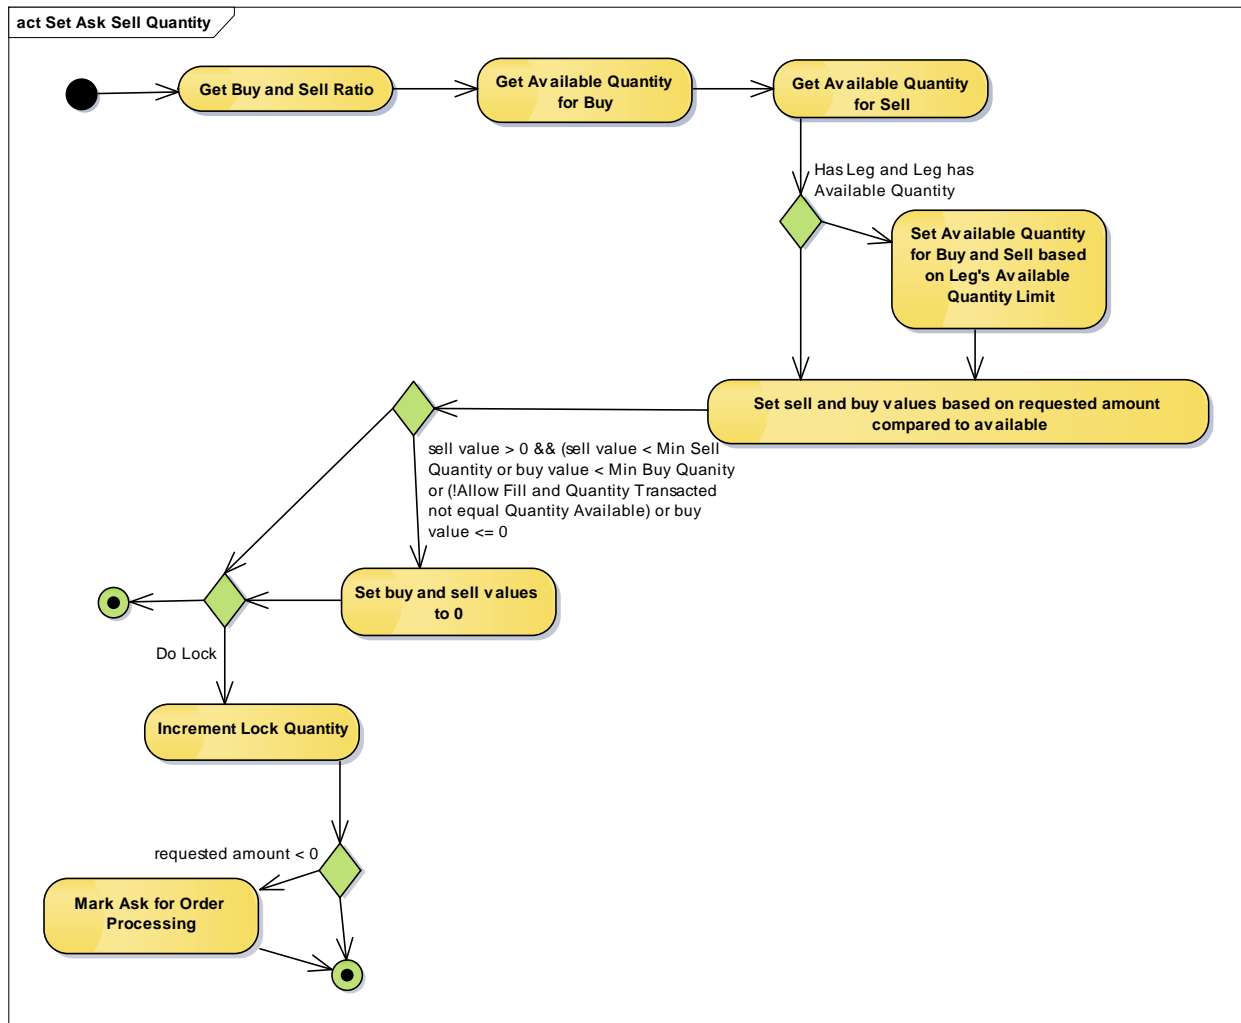 act Set Ask Sell Quantity
Get Buy and Sell Ratio
Get Available Quantity
for Buy
Get Available Quantity
for Sell
Has Leg and Leg has
Available Quantity
Set Available Quantity
for Buy and Sell based
on Leg's Available
Quantity Limit
Set sell and buy values based on requested amount
compared to available
sell value > 0 && (sell value < Min Sell
Quantity or buy value < Min Buy Quanity
or (!Allow Fill and Quantity Transacted
not equal Quantity Available) or buy
value <= 0
Set buy and sell values
to 0
Do Lock
Increment Lock Quantity
requested amount < 0
Mark Ask for Order
Processing